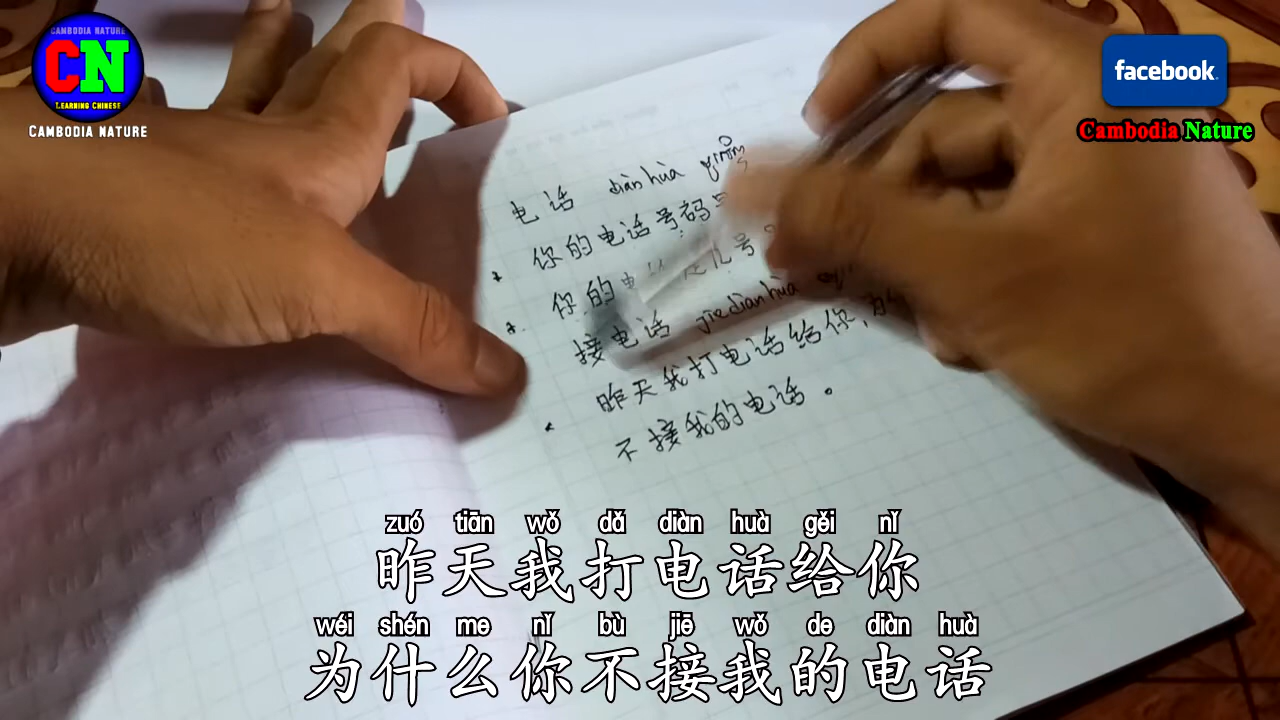 CAMBODIA NATURE
CN
LEARNING CHINESE
CAMBODIA NATURE
facebook
Cambodia Nature
电话 diàn huà
你的电话号码
你的
接电话 jiē diàn huà
昨天我打电话给你,为
不接我的电话。
zuó tiān wǒ dǎ diàn huà gěi nǐ
昨天我打电话给你
wéi shén me nǐ bù jiē wǒ de diàn huà
为什么你不接我的电话